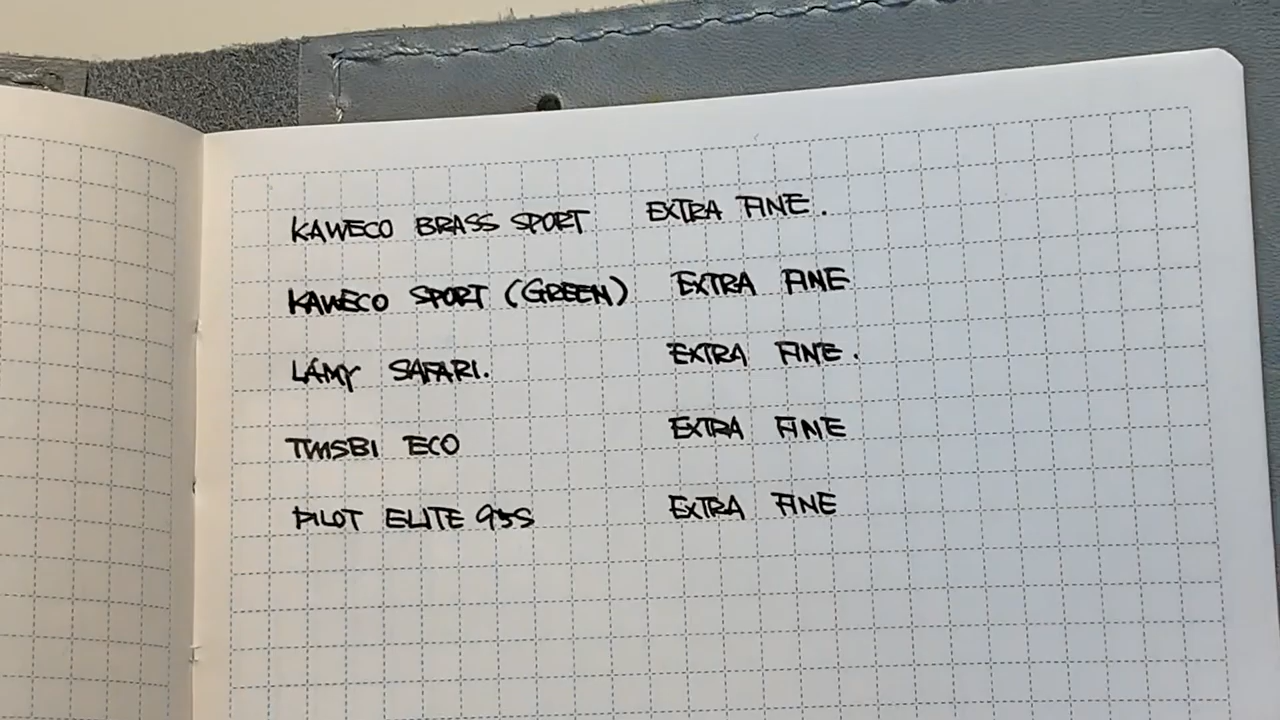 KAWECO BRASS SPORT EXTRA FINE.
KAWECO SPORT (GREEN) EXTRA FINE
LAMY SAFARI. EXTRA FINE.
TWSBI ECO EXTRA FINE
PILOT ELITE 95S EXTRA FINE